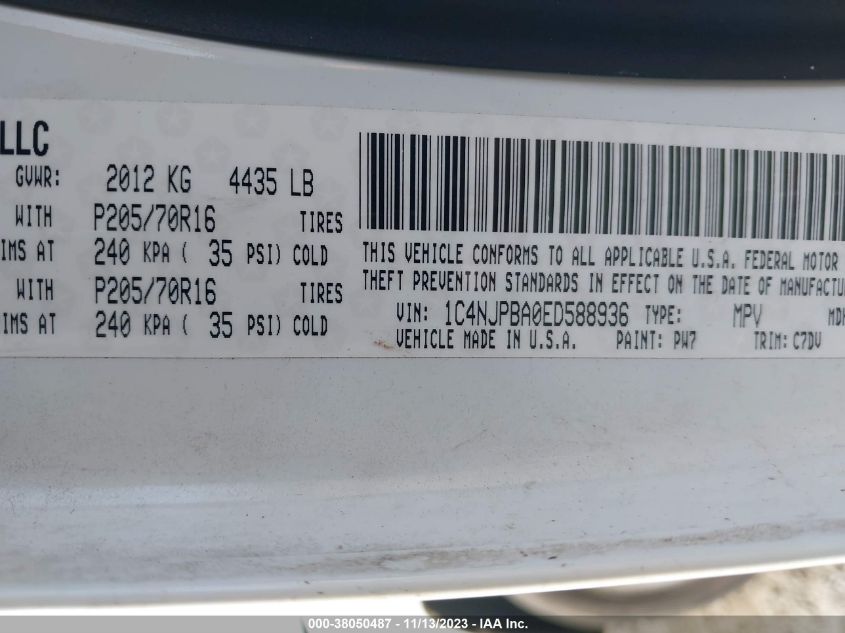 LLC
GVWR: 2012 KG 4435 LB
WITH P205/70R16 TIRES
IMS AT 240 KPA ( 35 PSI) COLD
WITH P205/70R16 TIRES
IMS AT 240 KPA ( 35 PSI) COLD
THIS VEHICLE CONFORMS TO ALL APPLICABLE U.S.A. FEDERAL MOTOR
THEFT PREVENTION STANDARDS IN EFFECT ON THE DATE OF MANUFACTU
VIN: 1C4NJPBA0ED588936 TYPE: MPV MDH
VEHICLE MADE IN U.S.A. PAINT: PW7 TRIM: C7DV
000-38050487 - 11/13/2023 - IAA Inc.